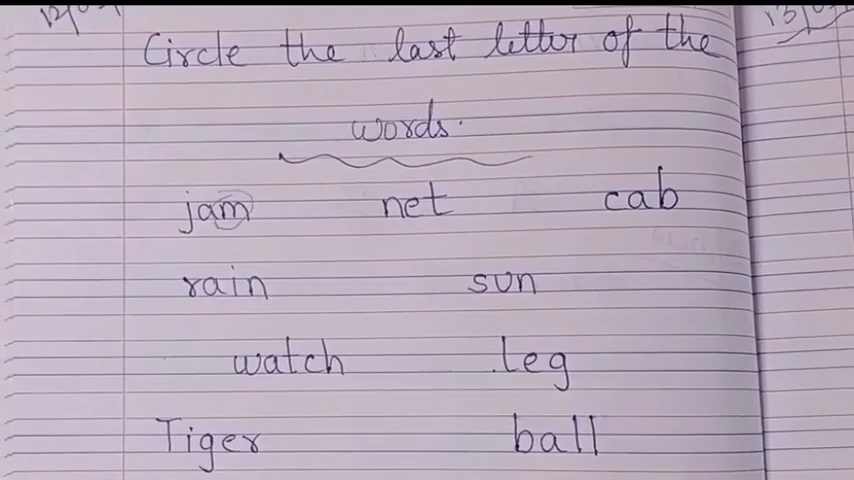 Circle the last letter of the
words.
jam net cab
rain sun
watch leg
Tiger ball